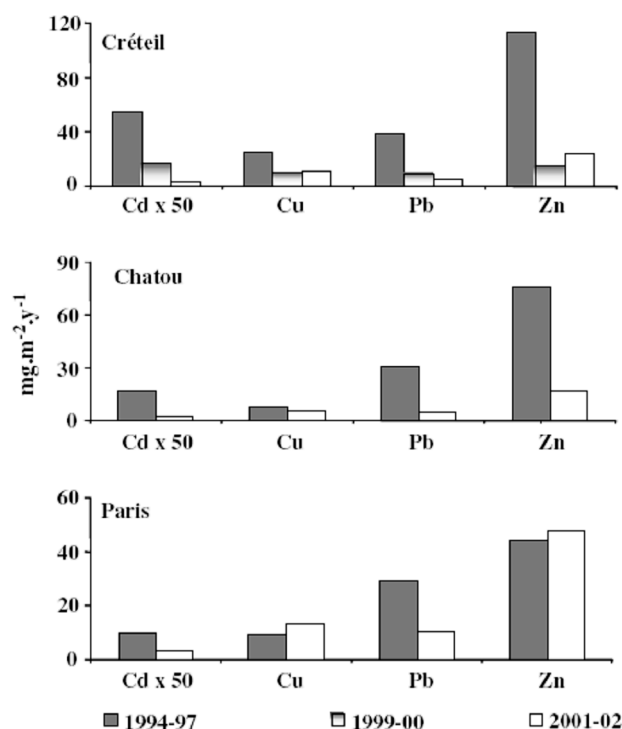 120
Créteil
80
40
0
Cd x 50 Cu Pb Zn
90
Chatou
60
30
0
Cd x 50 Cu Pb Zn
mg.m⁻².y⁻¹
60
Paris
40
20
0
Cd x 50 Cu Pb Zn
1994-97 1999-00 2001-02